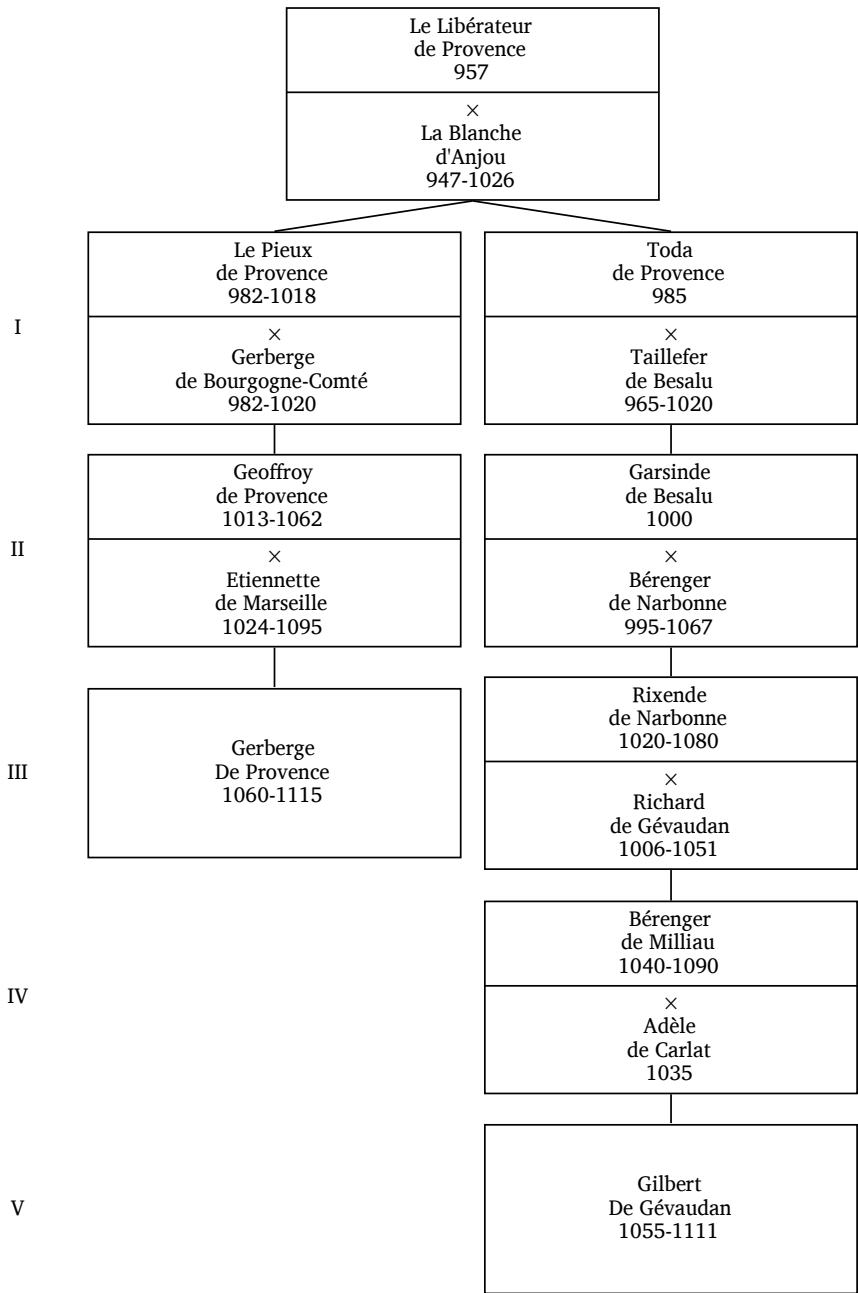 Le Libérateur
de Provence
957
×
La Blanche
d'Anjou
947-1026
I
Le Pieux
de Provence
982-1018
×
Gerberge
de Bourgogne-Comté
982-1020
Toda
de Provence
985
×
Taillefer
de Besalu
965-1020
II
Geoffroy
de Provence
1013-1062
×
Etiennette
de Marseille
1024-1095
Garsinde
de Besalu
1000
×
Bérenger
de Narbonne
995-1067
III
Gerberge
De Provence
1060-1115
Rixende
de Narbonne
1020-1080
×
Richard
de Gévaudan
1006-1051
IV
Bérenger
de Milliau
1040-1090
×
Adèle
de Carlat
1035
V
Gilbert
De Gévaudan
1055-1111